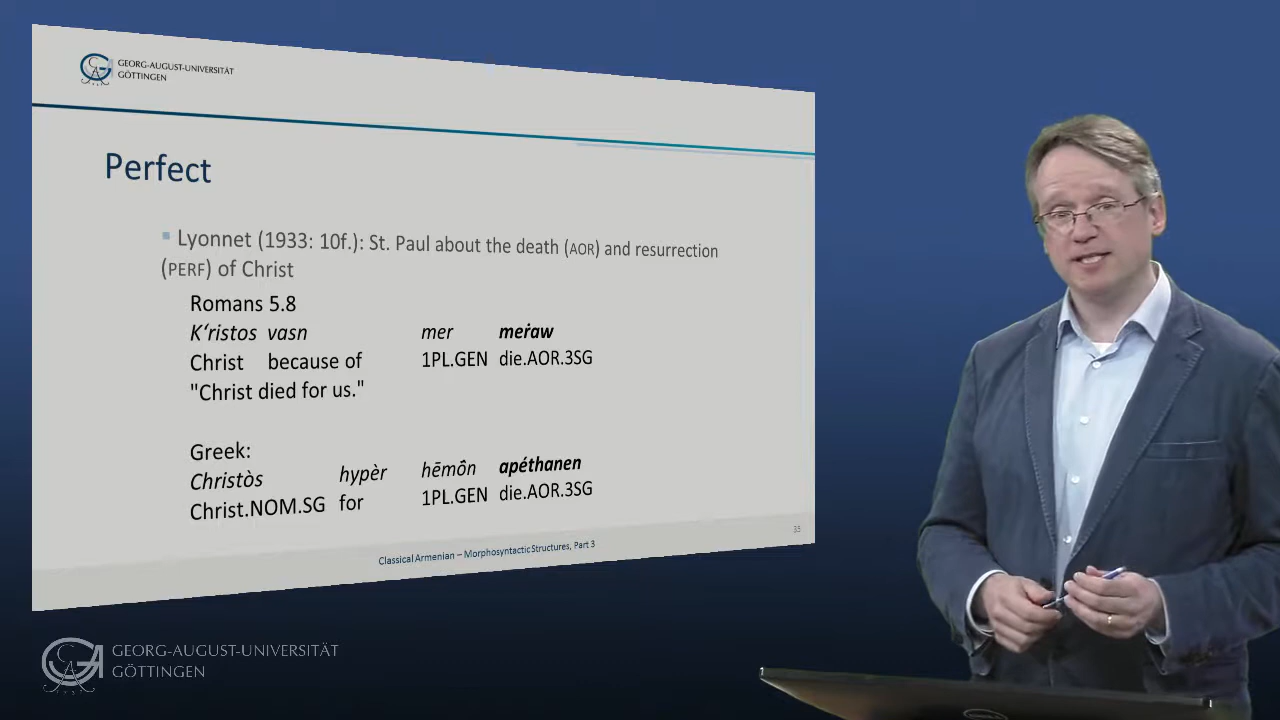 GEORG-AUGUST-UNIVERSITÄT
GÖTTINGEN
Perfect
Lyonnet (1933: 10f.): St. Paul about the death (AOR) and resurrection
(PERF) of Christ
Romans 5.8
K‘ristos vasn mer meṙaw
Christ because of 1PL.GEN die.AOR.3SG
"Christ died for us."
Greek:
Christòs hypèr hēmō̂n apéthanen
Christ.NOM.SG for 1PL.GEN die.AOR.3SG
35
Classical Armenian – Morphosyntactic Structures, Part 3
GEORG-AUGUST-UNIVERSITÄT
GÖTTINGEN